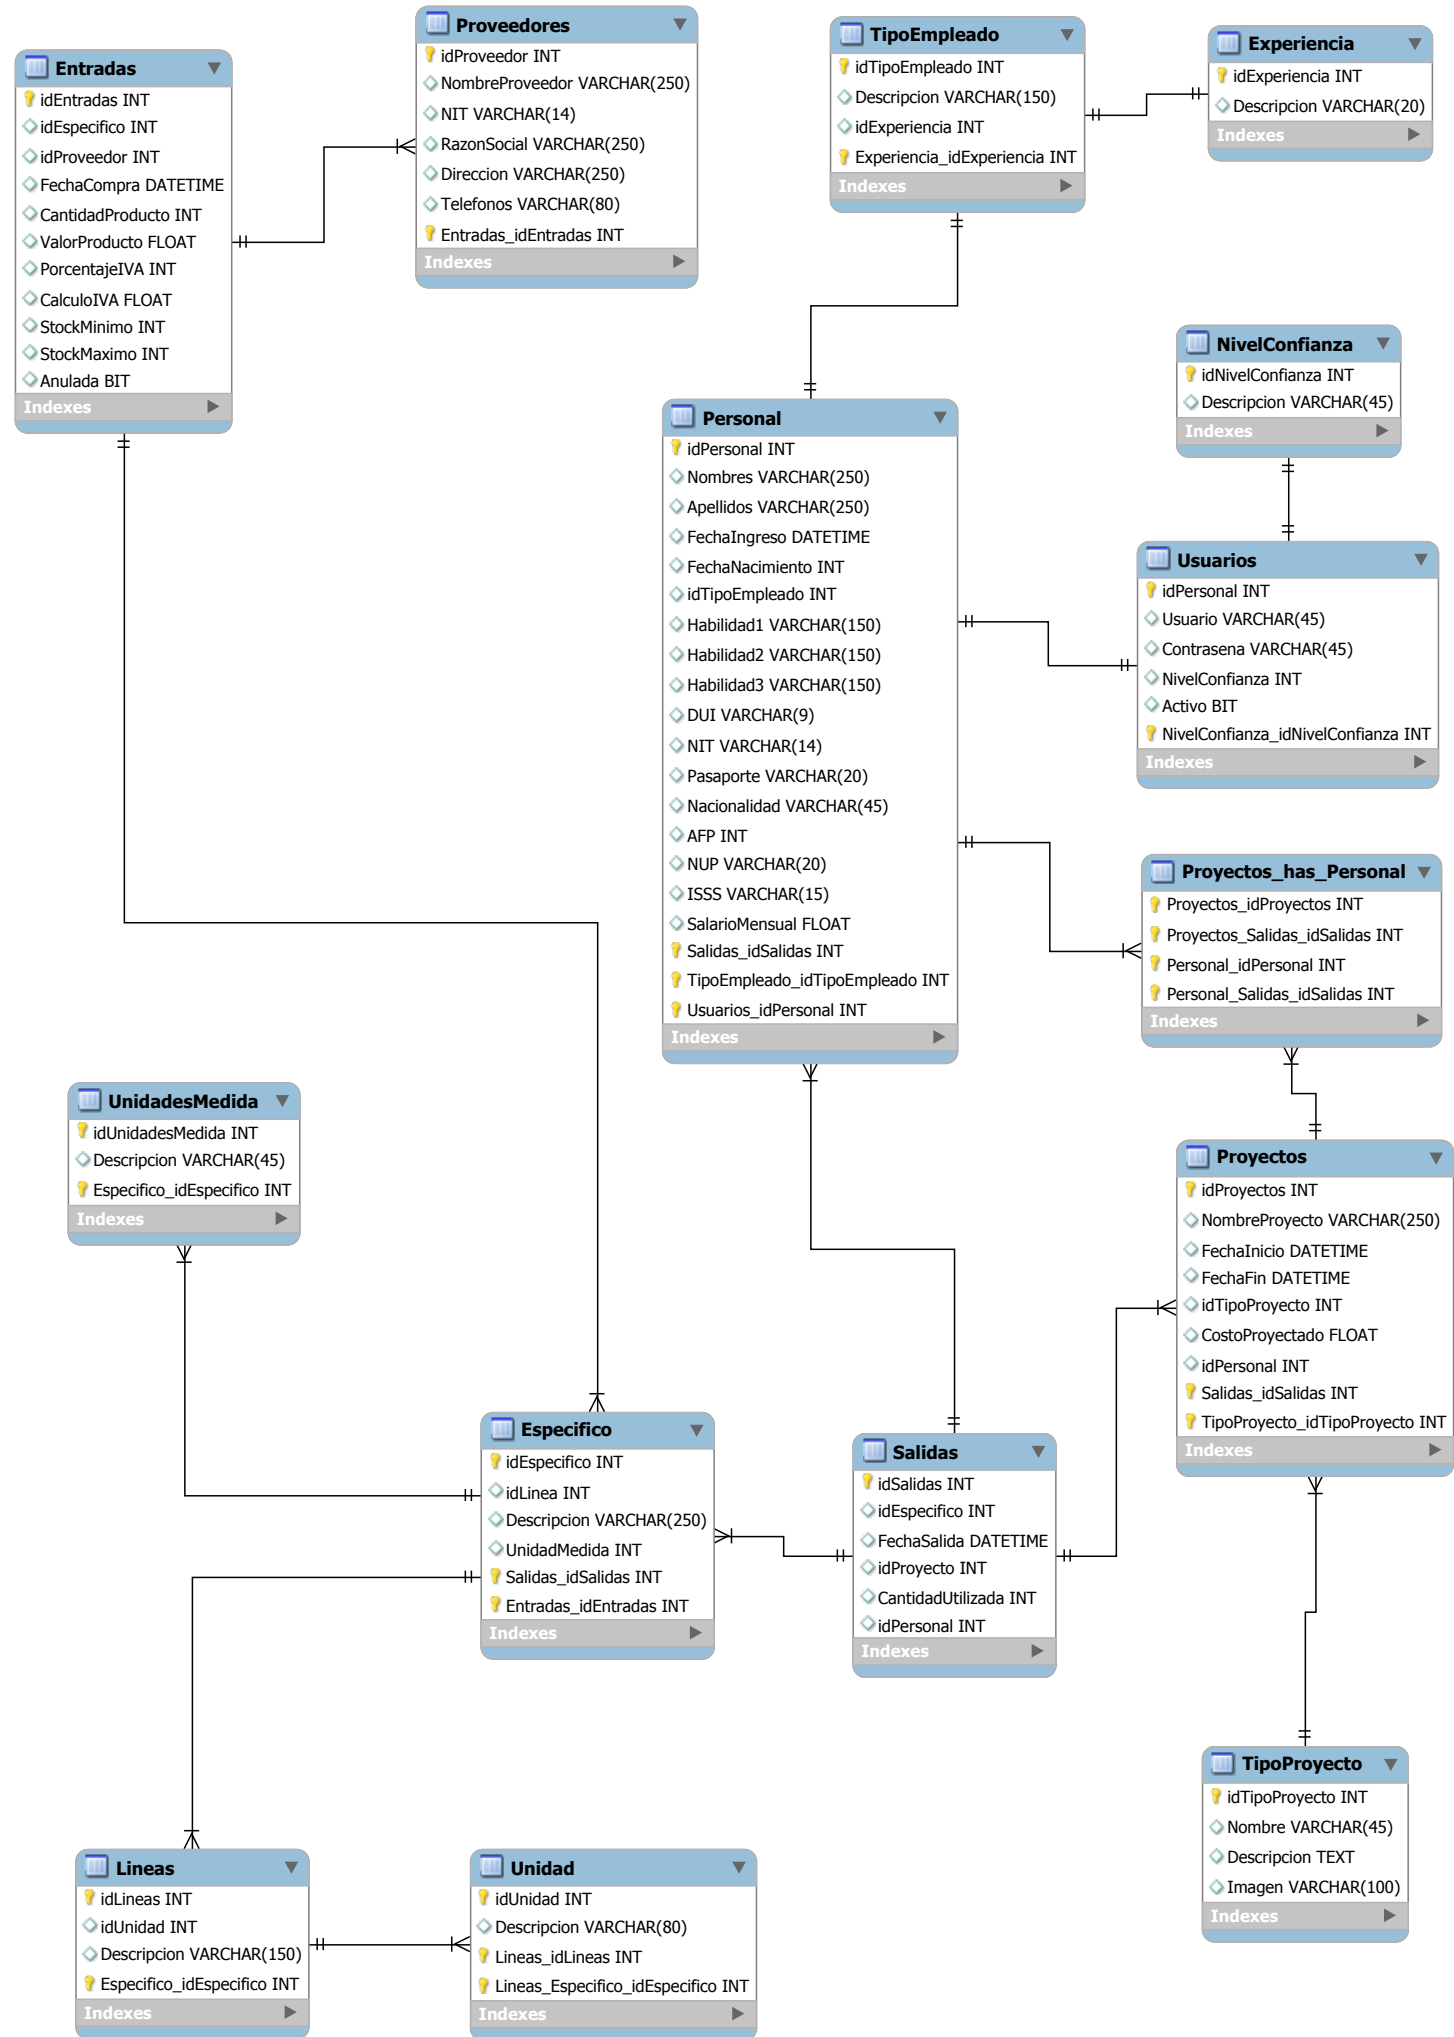 Entradas
idEntradas INT
idEspecifico INT
idProveedor INT
FechaCompra DATETIME
CantidadProducto INT
ValorProducto FLOAT
PorcentajeIVA INT
CalculoIVA FLOAT
StockMinimo INT
StockMaximo INT
Anulada BIT
Indexes
Proveedores
idProveedor INT
NombreProveedor VARCHAR(250)
NIT VARCHAR(14)
RazonSocial VARCHAR(250)
Direccion VARCHAR(250)
Telefonos VARCHAR(80)
Entradas_idEntradas INT
Indexes
TipoEmpleado
idTipoEmpleado INT
Descripcion VARCHAR(150)
idExperiencia INT
Experiencia_idExperiencia INT
Indexes
Experiencia
idExperiencia INT
Descripcion VARCHAR(20)
Indexes
NivelConfianza
idNivelConfianza INT
Descripcion VARCHAR(45)
Indexes
Personal
idPersonal INT
Nombres VARCHAR(250)
Apellidos VARCHAR(250)
FechaIngreso DATETIME
FechaNacimiento INT
idTipoEmpleado INT
Habilidad1 VARCHAR(150)
Habilidad2 VARCHAR(150)
Habilidad3 VARCHAR(150)
DUI VARCHAR(9)
NIT VARCHAR(14)
Pasaporte VARCHAR(20)
Nacionalidad VARCHAR(45)
AFP INT
NUP VARCHAR(20)
ISSS VARCHAR(15)
SalarioMensual FLOAT
Salidas_idSalidas INT
TipoEmpleado_idTipoEmpleado INT
Usuarios_idPersonal INT
Indexes
Usuarios
idPersonal INT
Usuario VARCHAR(45)
Contrasena VARCHAR(45)
NivelConfianza INT
Activo BIT
NivelConfianza_idNivelConfianza INT
Indexes
Proyectos_has_Personal
Proyectos_idProyectos INT
Proyectos_Salidas_idSalidas INT
Personal_idPersonal INT
Personal_Salidas_idSalidas INT
Indexes
UnidadesMedida
idUnidadesMedida INT
Descripcion VARCHAR(45)
Especifico_idEspecifico INT
Indexes
Proyectos
idProyectos INT
NombreProyecto VARCHAR(250)
FechaInicio DATETIME
FechaFin DATETIME
idTipoProyecto INT
CostoProyectado FLOAT
idPersonal INT
Salidas_idSalidas INT
TipoProyecto_idTipoProyecto INT
Indexes
Especifico
idEspecifico INT
idLinea INT
Descripcion VARCHAR(250)
UnidadMedida INT
Salidas_idSalidas INT
Entradas_idEntradas INT
Indexes
Salidas
idSalidas INT
idEspecifico INT
FechaSalida DATETIME
idProyecto INT
CantidadUtilizada INT
idPersonal INT
Indexes
TipoProyecto
idTipoProyecto INT
Nombre VARCHAR(45)
Descripcion TEXT
Imagen VARCHAR(100)
Indexes
Lineas
idLineas INT
idUnidad INT
Descripcion VARCHAR(150)
Especifico_idEspecifico INT
Indexes
Unidad
idUnidad INT
Descripcion VARCHAR(80)
Lineas_idLineas INT
Lineas_Especifico_idEspecifico INT
Indexes